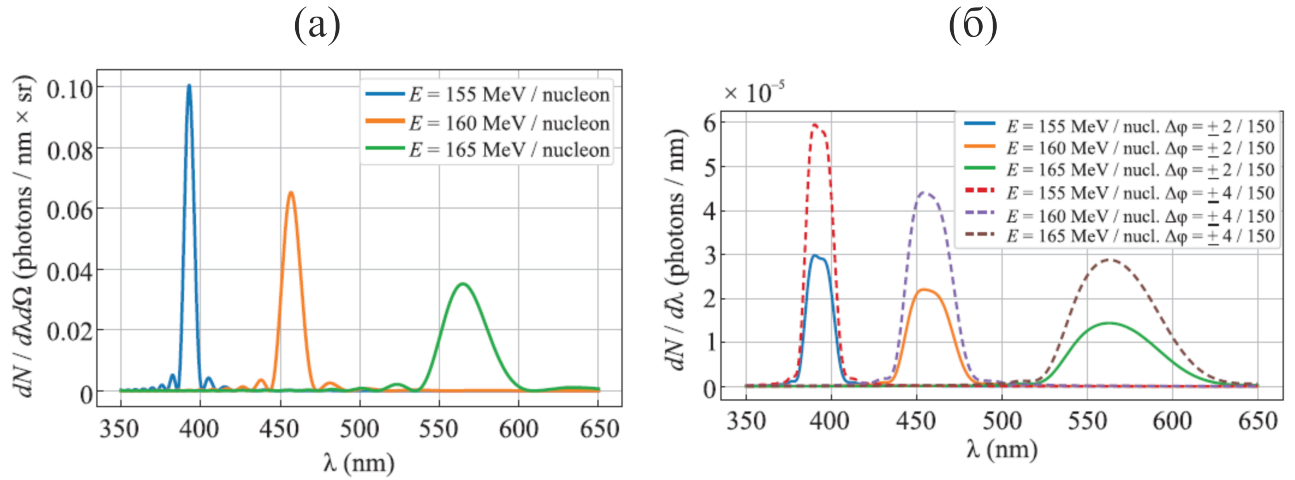 (а)
dN / dλdΩ (photons / nm × sr)
0.10
0.08
0.06
0.04
0.02
0
E = 155 MeV / nucleon
E = 160 MeV / nucleon
E = 165 MeV / nucleon
350 400 450 500 550 600 650
λ (nm)
(б)
× 10⁻⁵
dN / dλ (photons / nm)
6
5
4
3
2
1
0
E = 155 MeV / nucl. Δφ = ± 2 / 150
E = 160 MeV / nucl. Δφ = ± 2 / 150
E = 165 MeV / nucl. Δφ = ± 2 / 150
E = 155 MeV / nucl. Δφ = ± 4 / 150
E = 160 MeV / nucl. Δφ = ± 4 / 150
E = 165 MeV / nucl. Δφ = ± 4 / 150
350 400 450 500 550 600 650
λ (nm)